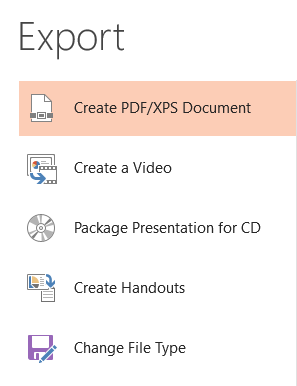 Export
Create PDF/XPS Document
Create a Video
Package Presentation for CD
Create Handouts
Change File Type